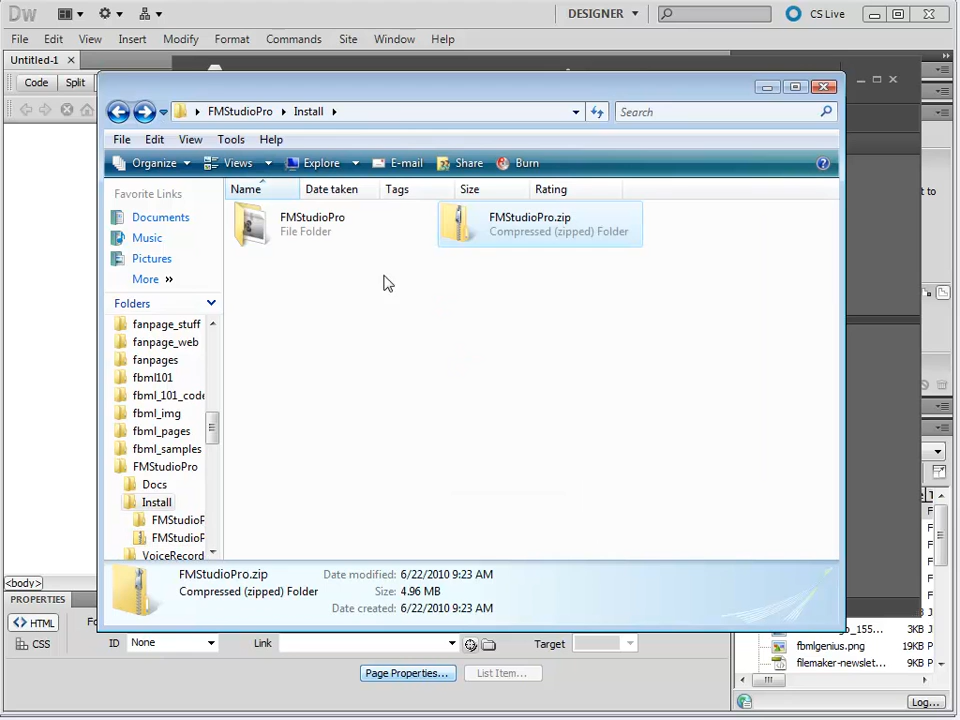 Dw
DESIGNER
CS Live
File Edit View Insert Modify Format Commands Site Window Help
Untitled-1
Code Split
FMStudioPro Install
Search
File Edit View Tools Help
Organize Views Explore E-mail Share Burn
Favorite Links
Documents
Music
Pictures
More »
Folders
fanpage_stuff
fanpage_web
fanpages
fbml101
fbml_101_code
fbml_img
fbml_pages
fbml_samples
FMStudioPro
Docs
Install
FMStudioP
FMStudioP
VoiceRecord
Name Date taken Tags Size Rating
FMStudioPro
File Folder
FMStudioPro.zip
Compressed (zipped) Folder
FMStudioPro.zip
Compressed (zipped) Folder
Date modified: 6/22/2010 9:23 AM
Size: 4.96 MB
Date created: 6/22/2010 9:23 AM
<body>
PROPERTIES
<> HTML
CSS
ID None
Link
Target
Page Properties...
List Item...
3KB
fbmlgenius.png 19KB
filemaker-newslet... 9KB
Log...